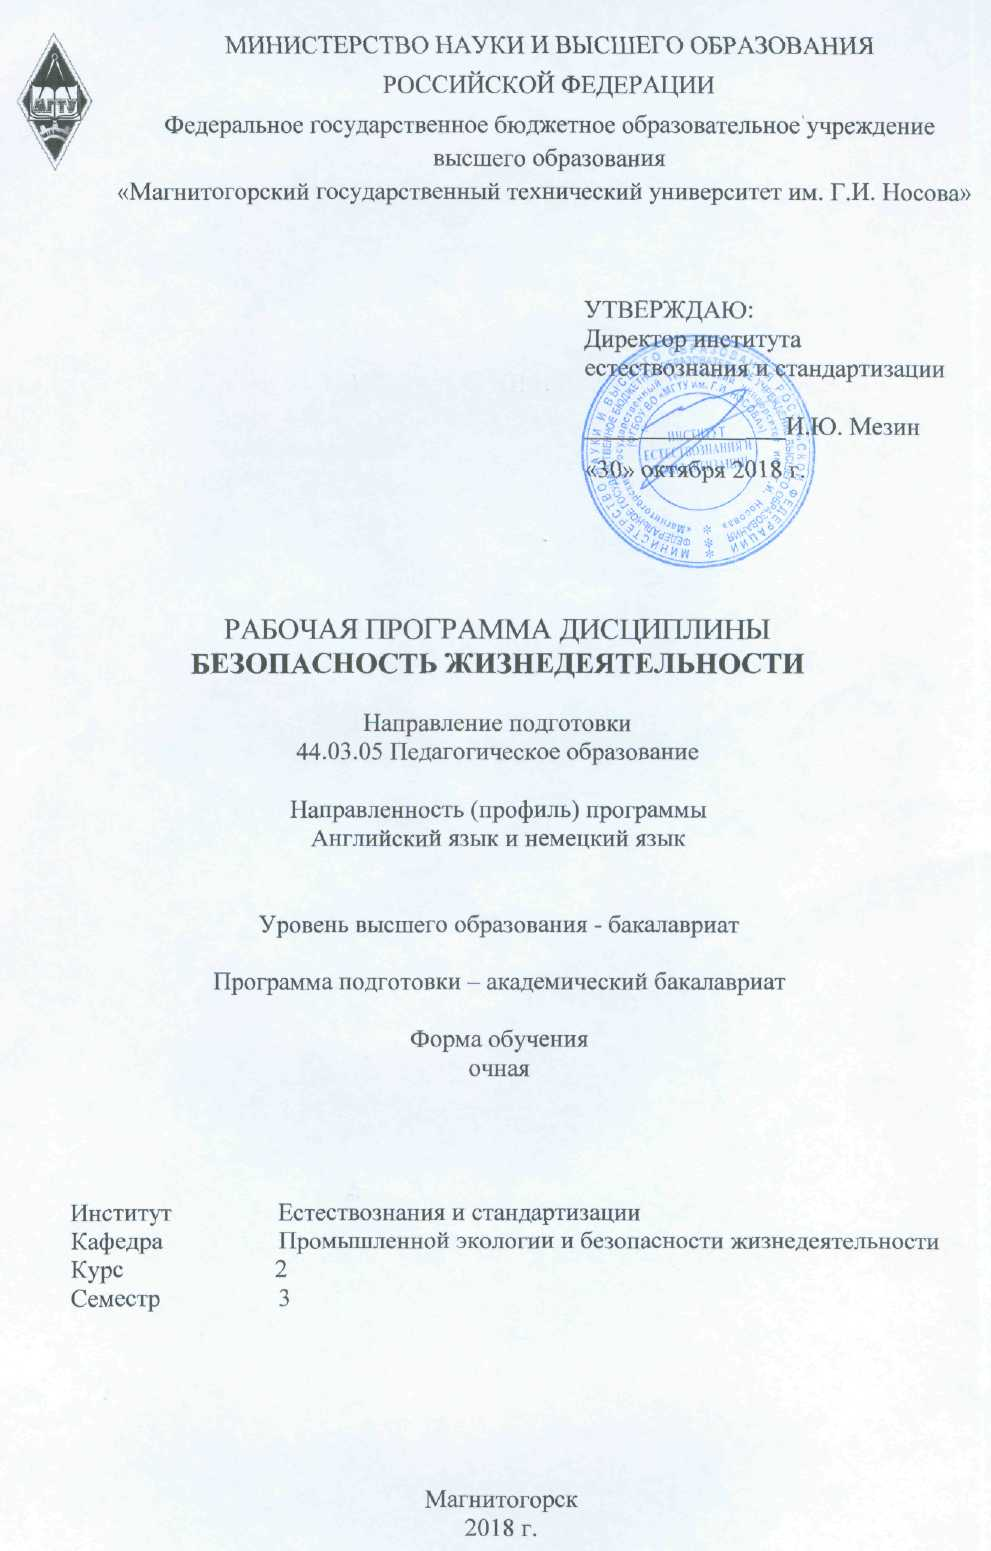 МГТУ
МИНИСТЕРСТВО НАУКИ И ВЫСШЕГО ОБРАЗОВАНИЯ
РОССИЙСКОЙ ФЕДЕРАЦИИ
Федеральное государственное бюджетное образовательное учреждение
высшего образования
«Магнитогорский государственный технический университет им. Г.И. Носова»
УТВЕРЖДАЮ:
Директор института
естествознания и стандартизации
И.Ю. Мезин
«30» октября 2018 г.
ИНСТИТУТ
ЕСТЕСТВОЗНАНИЯ И
РАБОЧАЯ ПРОГРАММА ДИСЦИПЛИНЫ
БЕЗОПАСНОСТЬ ЖИЗНЕДЕЯТЕЛЬНОСТИ
Направление подготовки
44.03.05 Педагогическое образование
Направленность (профиль) программы
Английский язык и немецкий язык
Уровень высшего образования - бакалавриат
Программа подготовки – академический бакалавриат
Форма обучения
очная
Институт Естествознания и стандартизации
Кафедра Промышленной экологии и безопасности жизнедеятельности
Курс 2
Семестр 3
Магнитогорск
2018 г.